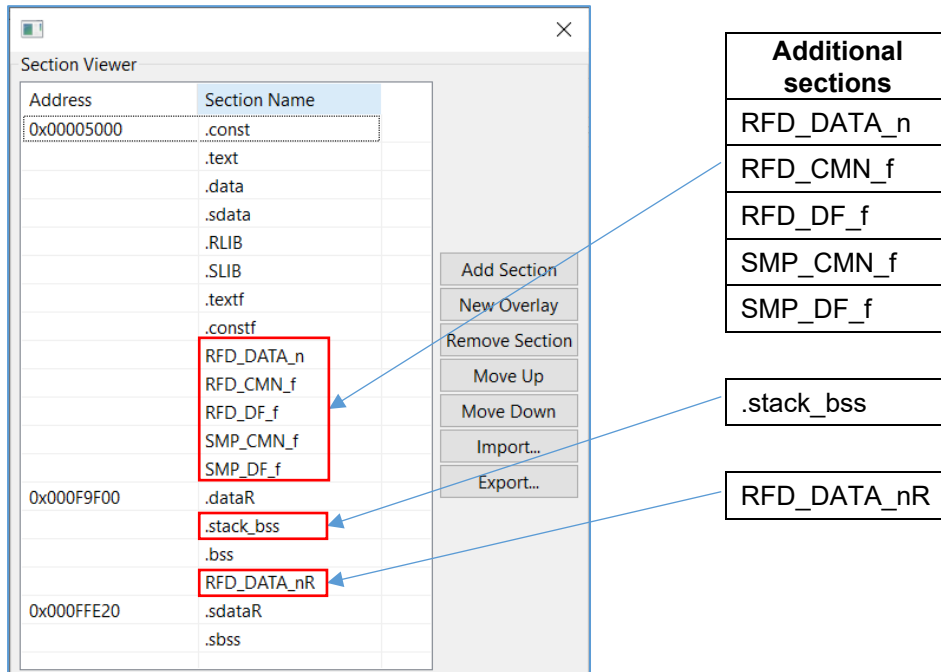 Section Viewer
Address Section Name
0x00005000 .const
.text
.data
.sdata
.RLIB
.SLIB
.textf
.constf
RFD_DATA_n
RFD_CMN_f
RFD_DF_f
SMP_CMN_f
SMP_DF_f
0x000F9F00 .dataR
.stack_bss
.bss
RFD_DATA_nR
0x000FFE20 .sdataR
.sbss
Add Section
New Overlay
Remove Section
Move Up
Move Down
Import...
Export...
Additional
sections
RFD_DATA_n
RFD_CMN_f
RFD_DF_f
SMP_CMN_f
SMP_DF_f
.stack_bss
RFD_DATA_nR